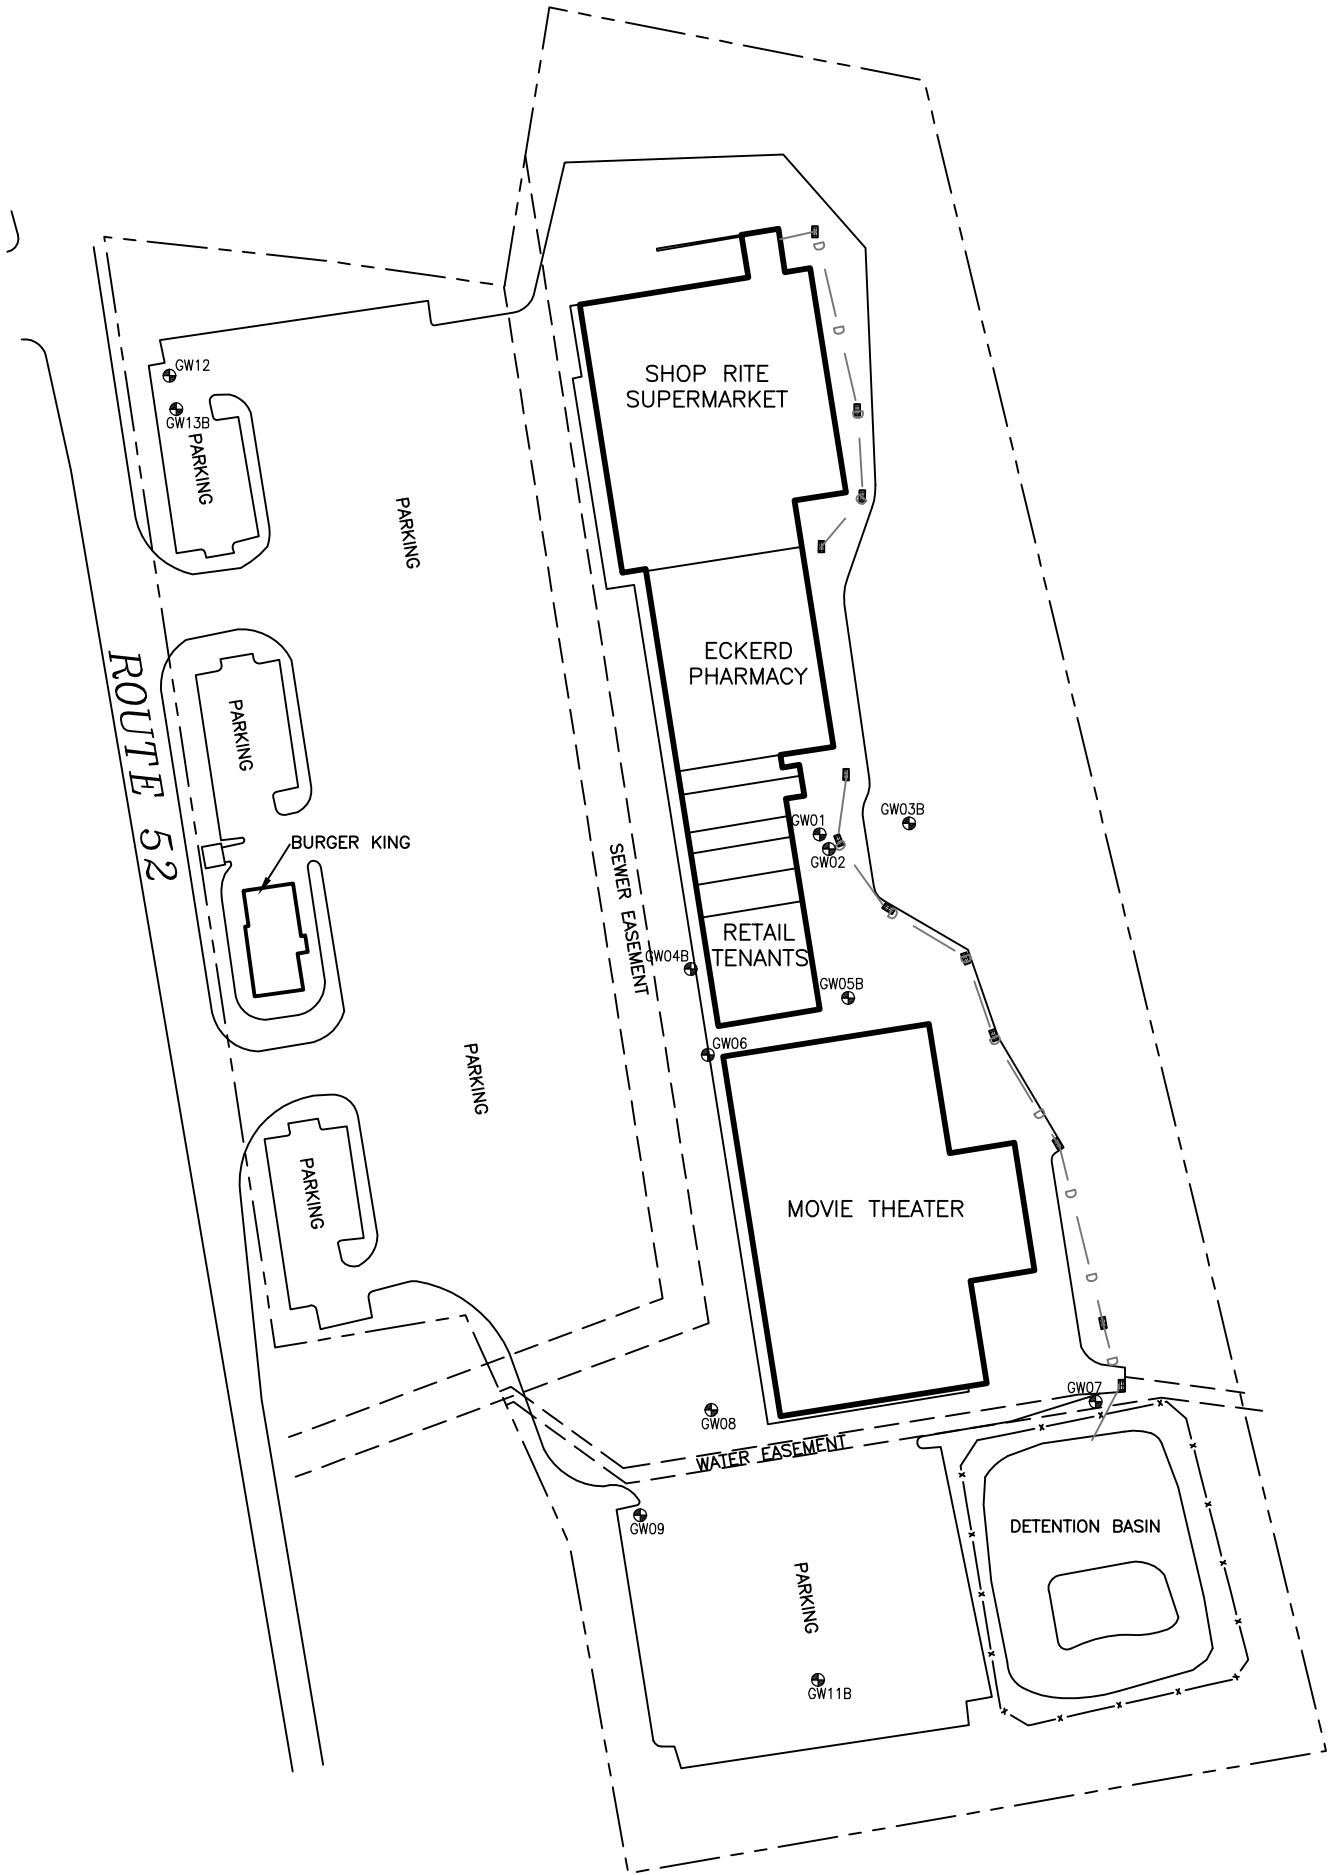 D
D
GW12
SHOP RITE
SUPERMARKET
GW13B
PARKING
PARKING
ECKERD
PHARMACY
ROUTE 52
PARKING
GW03B
GW01
BURGER KING
GW02
SEWER EASEMENT
D
RETAIL
TENANTS
GW04B
GW05B
GW06
PARKING
D
PARKING
D
MOVIE THEATER
D
D
GW07
GW08
WATER EASEMENT
GW09
DETENTION BASIN
PARKING
GW11B